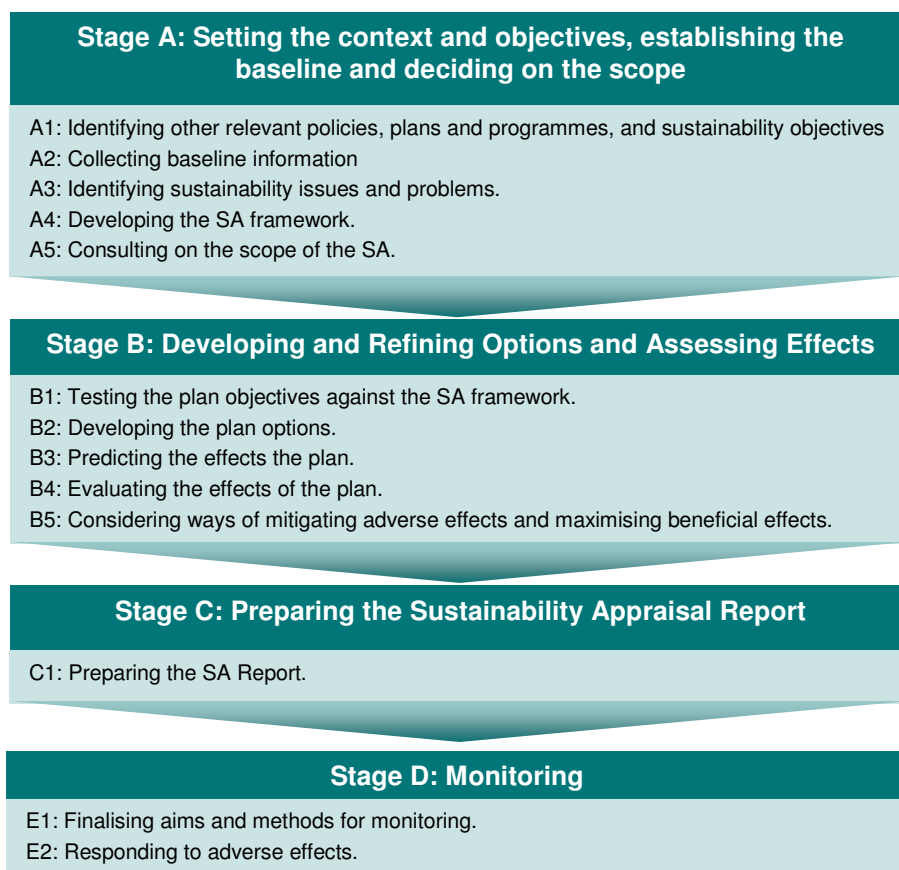 Stage A: Setting the context and objectives, establishing the
baseline and deciding on the scope
A1: Identifying other relevant policies, plans and programmes, and sustainability objectives
A2: Collecting baseline information
A3: Identifying sustainability issues and problems.
A4: Developing the SA framework.
A5: Consulting on the scope of the SA.
Stage B: Developing and Refining Options and Assessing Effects
B1: Testing the plan objectives against the SA framework.
B2: Developing the plan options.
B3: Predicting the effects the plan.
B4: Evaluating the effects of the plan.
B5: Considering ways of mitigating adverse effects and maximising beneficial effects.
Stage C: Preparing the Sustainability Appraisal Report
C1: Preparing the SA Report.
Stage D: Monitoring
E1: Finalising aims and methods for monitoring.
E2: Responding to adverse effects.